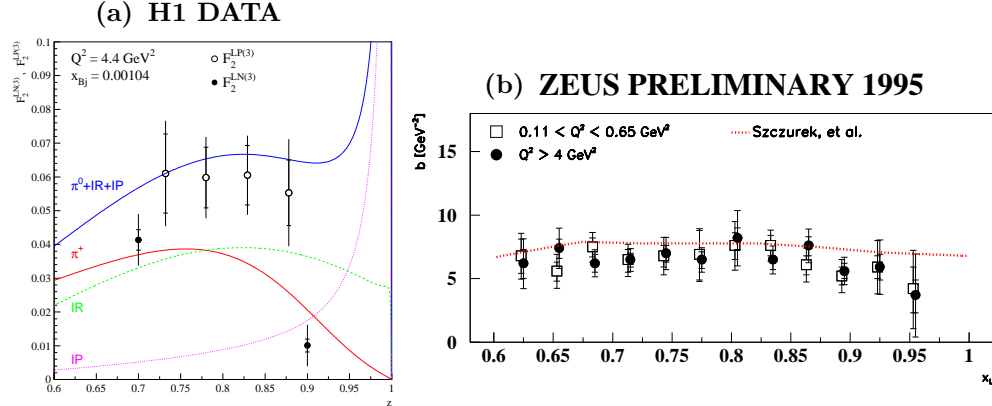 (a) H1 DATA
F₂^LN(3) , F₂^LP(3)
0.1
0.09
0.08
0.07
0.06
0.05
0.04
0.03
0.02
0.01
0
Q² = 4.4 GeV²
x_Bj = 0.00104
F₂^LP(3)
F₂^LN(3)
π⁰+IR+IP
π⁺
IR
IP
0.6 0.65 0.7 0.75 0.8 0.85 0.9 0.95 1
z
(b) ZEUS PRELIMINARY 1995
b [GeV⁻²]
15
10
5
0
0.11 < Q² < 0.65 GeV²
Q² > 4 GeV²
Szczurek, et al.
0.6 0.65 0.7 0.75 0.8 0.85 0.9 0.95 1
x_L